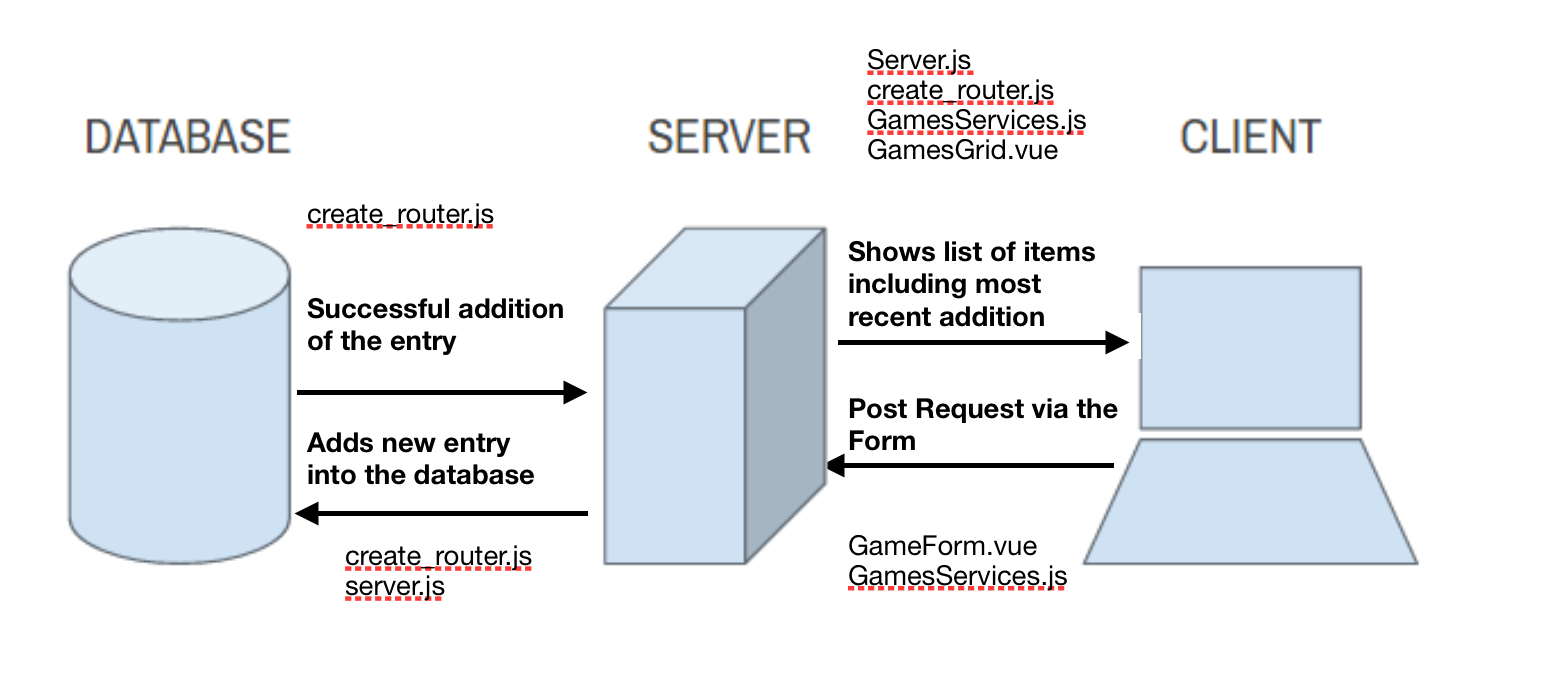 Server.js
create_router.js
GamesServices.js
GamesGrid.vue
DATABASE
SERVER
CLIENT
create_router.js
Successful addition
of the entry
Shows list of items
including most
recent addition
Adds new entry
into the database
Post Request via the
Form
create_router.js
server.js
GameForm.vue
GamesServices.js